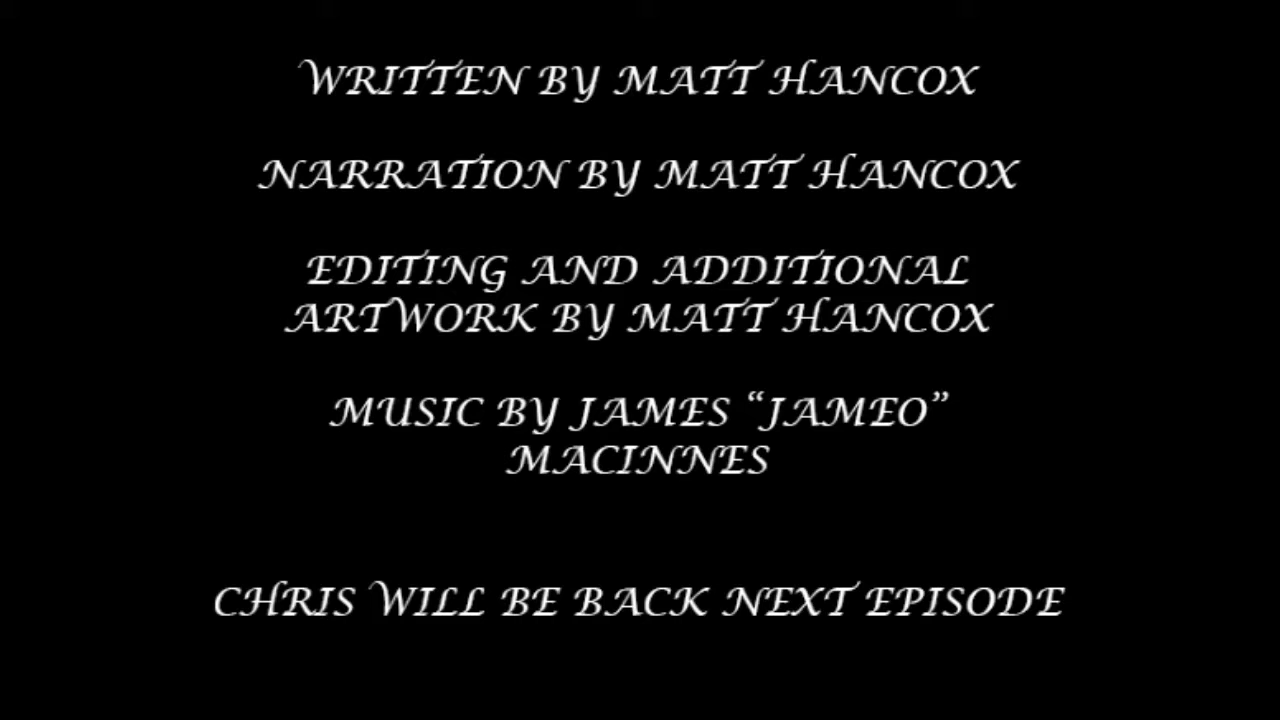 WRITTEN BY MATT HANCOX
NARRATION BY MATT HANCOX
EDITING AND ADDITIONAL
ARTWORK BY MATT HANCOX
MUSIC BY JAMES “JAMEO”
MACINNES
CHRIS WILL BE BACK NEXT EPISODE